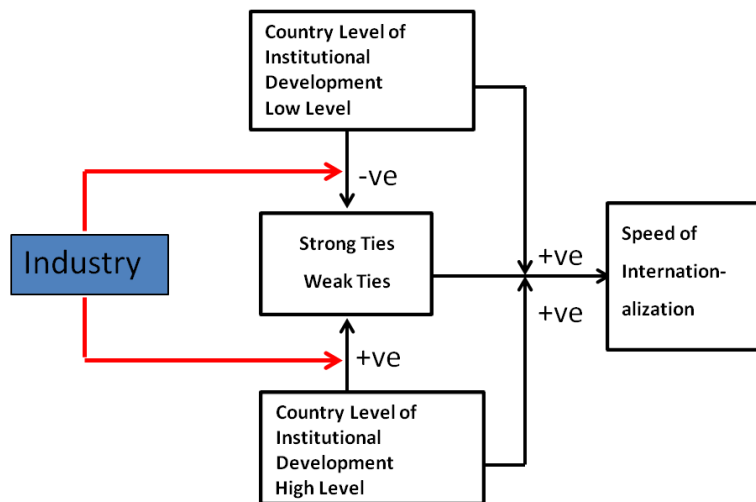 Country Level of
Institutional
Development
Low Level
-ve
Industry
Strong Ties
Weak Ties
+ve
+ve
Speed of
Internation-
alization
+ve
Country Level of
Institutional
Development
High Level